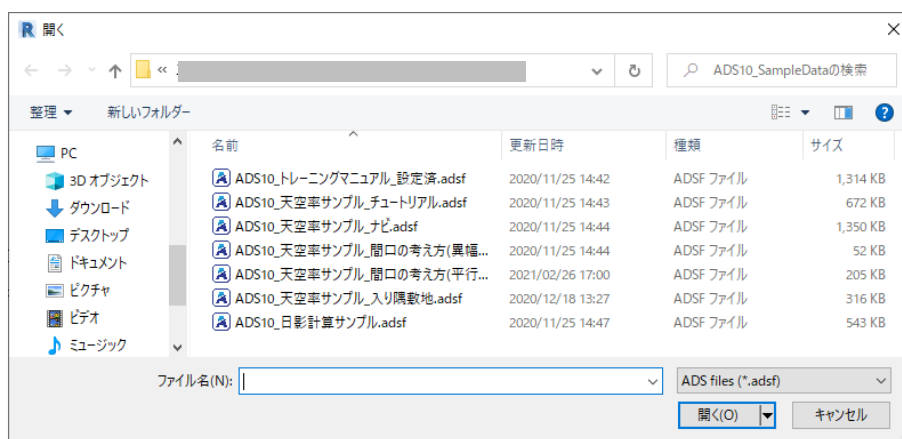 R 開く
« ADS10_SampleDataの検索
整理 新しいフォルダー
PC
3D オブジェクト
ダウンロード
デスクトップ
ドキュメント
ピクチャ
ビデオ
ミュージック
名前 更新日時 種類 サイズ
ADS10_トレーニングマニュアル_設定済.adsf 2020/11/25 14:42 ADSF ファイル 1,314 KB
ADS10_天空率サンプル_チュートリアル.adsf 2020/11/25 14:43 ADSF ファイル 672 KB
ADS10_天空率サンプル_ナビ.adsf 2020/11/25 14:44 ADSF ファイル 1,350 KB
ADS10_天空率サンプル_間口の考え方(異幅... 2020/11/25 14:44 ADSF ファイル 52 KB
ADS10_天空率サンプル_間口の考え方(平行... 2021/02/26 17:00 ADSF ファイル 205 KB
ADS10_天空率サンプル_入り隅敷地.adsf 2020/12/18 13:27 ADSF ファイル 316 KB
ADS10_日影計算サンプル.adsf 2020/11/25 14:47 ADSF ファイル 543 KB
ファイル名(N): ADS files (*.adsf)
開く(O) キャンセル